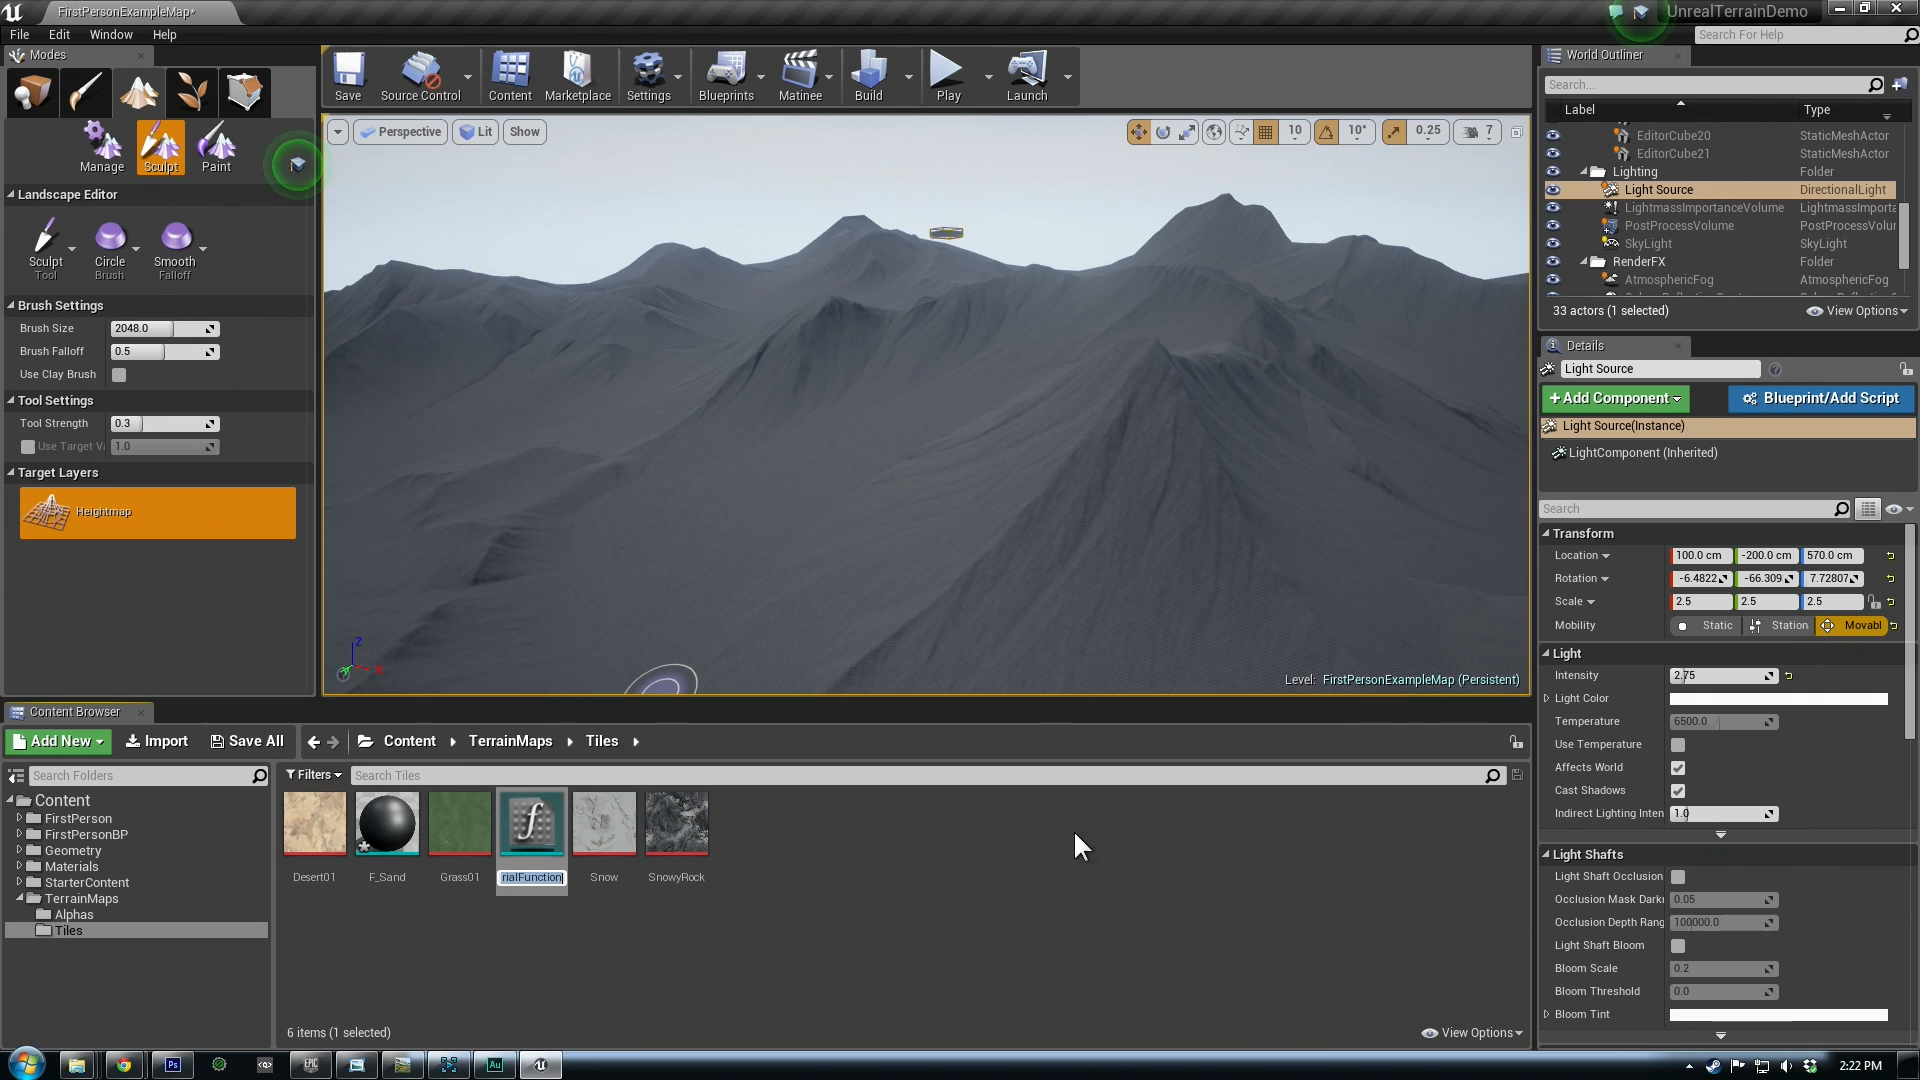 FirstPersonExampleMap*
UnrealTerrainDemo
File Edit Window Help
Search For Help
Modes
Save Source Control Content Marketplace Settings Blueprints Matinee Build Play Launch
World Outliner
Search...
Label Type
EditorCube20 StaticMeshActor
EditorCube21 StaticMeshActor
Lighting Folder
Light Source DirectionalLight
LightmassImportanceVolume LightmassImporta
PostProcessVolume PostProcessVolur
SkyLight SkyLight
RenderFX Folder
AtmosphericFog AtmosphericFog
33 actors (1 selected) View Options
Perspective Lit Show
10 10° 0.25 7
Manage Sculpt Paint
Landscape Editor
Sculpt Circle Smooth
Tool Brush Falloff
Brush Settings
Brush Size 2048.0
Brush Falloff 0.5
Use Clay Brush
Tool Settings
Tool Strength 0.3
Use Target Va 1.0
Target Layers
Heightmap
Z
Level: FirstPersonExampleMap (Persistent)
Details
Light Source
+Add Component Blueprint/Add Script
Light Source(Instance)
LightComponent (Inherited)
Search
Transform
Location 100.0 cm -200.0 cm 570.0 cm
Rotation -6.4822 -66.309 7.72807
Scale 2.5 2.5 2.5
Mobility Static Station Movabl
Light
Intensity 2.75
Light Color
Temperature 6500.0
Use Temperature
Affects World
Cast Shadows
Indirect Lighting Inten 1.0
Light Shafts
Light Shaft Occlusion
Occlusion Mask Dark 0.05
Occlusion Depth Rang 100000.0
Light Shaft Bloom
Bloom Scale 0.2
Bloom Threshold 0.0
Bloom Tint
Content Browser
Add New Import Save All Content TerrainMaps Tiles
Search Folders
Filters Search Tiles
Content
FirstPerson
FirstPersonBP
Geometry
Materials
StarterContent
TerrainMaps
Alphas
Tiles
f
Desert01 F_Sand Grass01 rialFunction Snow SnowyRock
6 items (1 selected) View Options
Ps EPIC Au 2:22 PM